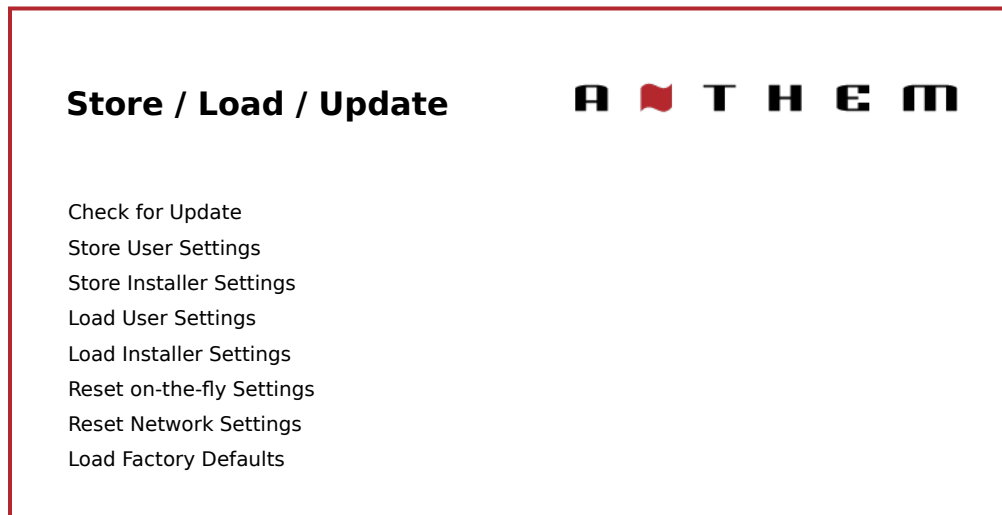 Store / Load / Update
ANTHEM
Check for Update
Store User Settings
Store Installer Settings
Load User Settings
Load Installer Settings
Reset on-the-fly Settings
Reset Network Settings
Load Factory Defaults